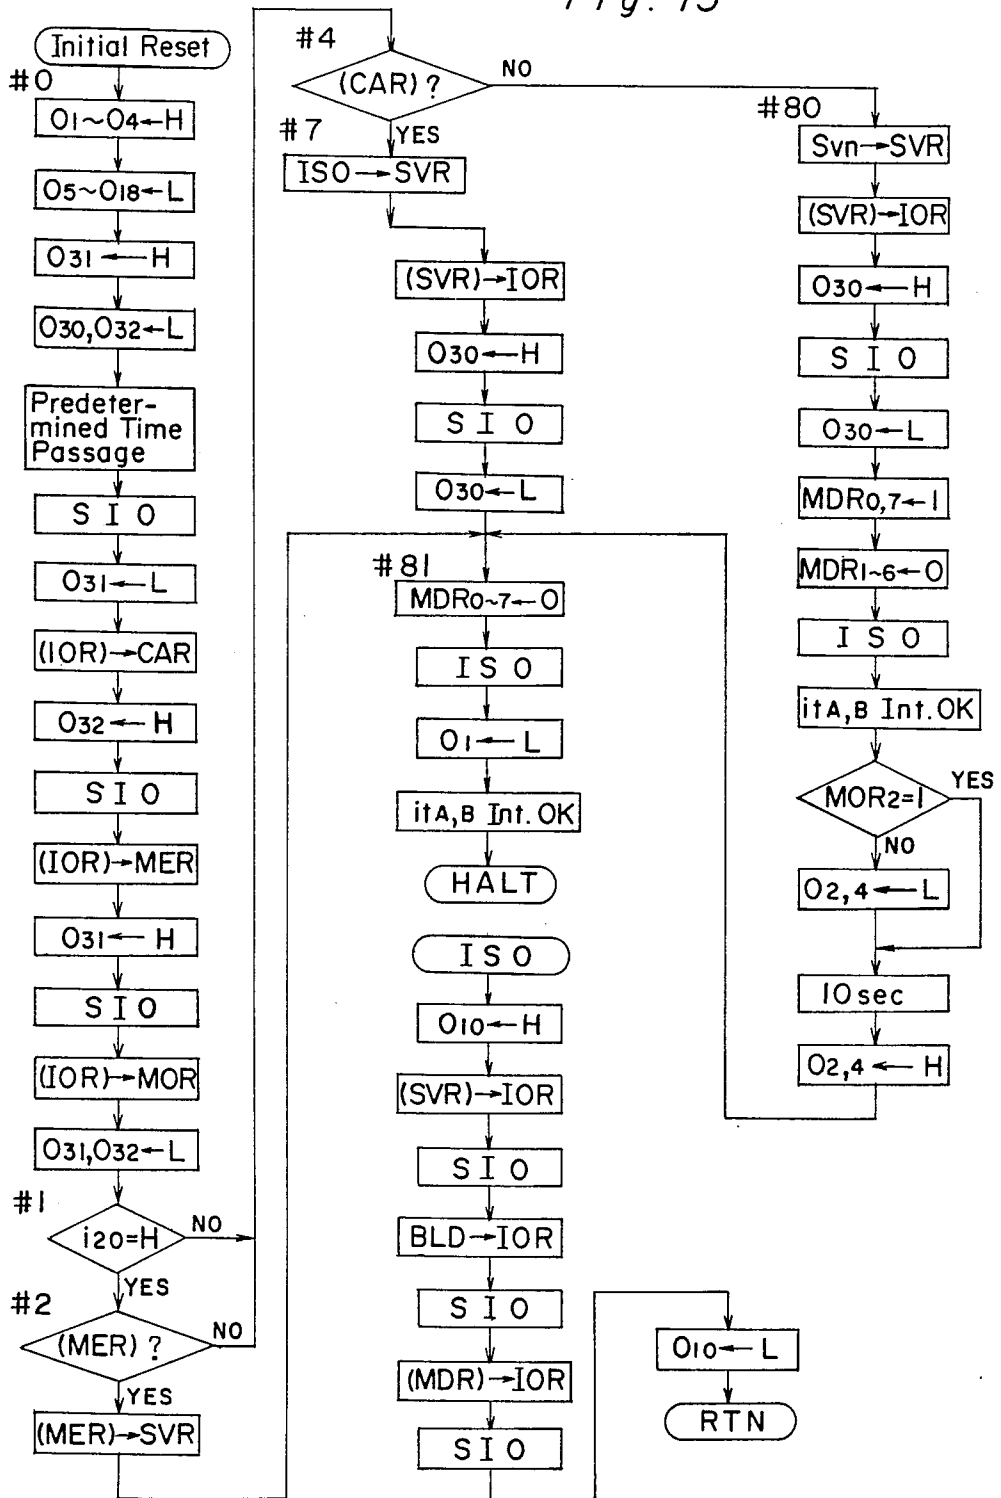 Fig. 15
Initial Reset
#0
O1~O4←H
O5~O18←L
O31←H
O30,O32←L
Predeter-
mined Time
Passage
SIO
O31←L
(IOR)→CAR
O32←H
SIO
(IOR)→MER
O31←H
SIO
(IOR)→MOR
O31,O32←L
#1
i20=H
NO
YES
#2
(MER)?
NO
YES
(MER)→SVR
#4
(CAR)?
NO
YES
#7
ISO→SVR
(SVR)→IOR
O30←H
SIO
O30←L
#81
MDR0~7←O
ISO
O1←L
itA,B Int.OK
HALT
ISO
O10←H
(SVR)→IOR
SIO
BLD→IOR
SIO
(MDR)→IOR
SIO
O10←L
RTN
#80
Svn→SVR
(SVR)→IOR
O30←H
SIO
O30←L
MDR0,7←1
MDR1~6←O
ISO
itA,B Int.OK
MOR2=1
YES
NO
O2,4←L
10sec
O2,4←H